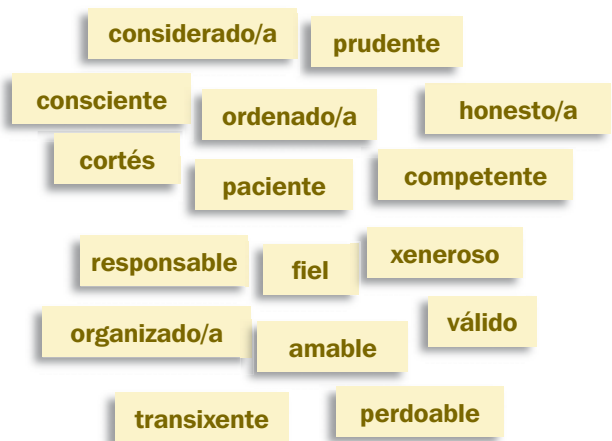 considerado/a
prudente
consciente
ordenado/a
honesto/a
cortés
paciente
competente
responsable
fiel
xeneroso
organizado/a
amable
válido
transixente
perdoable